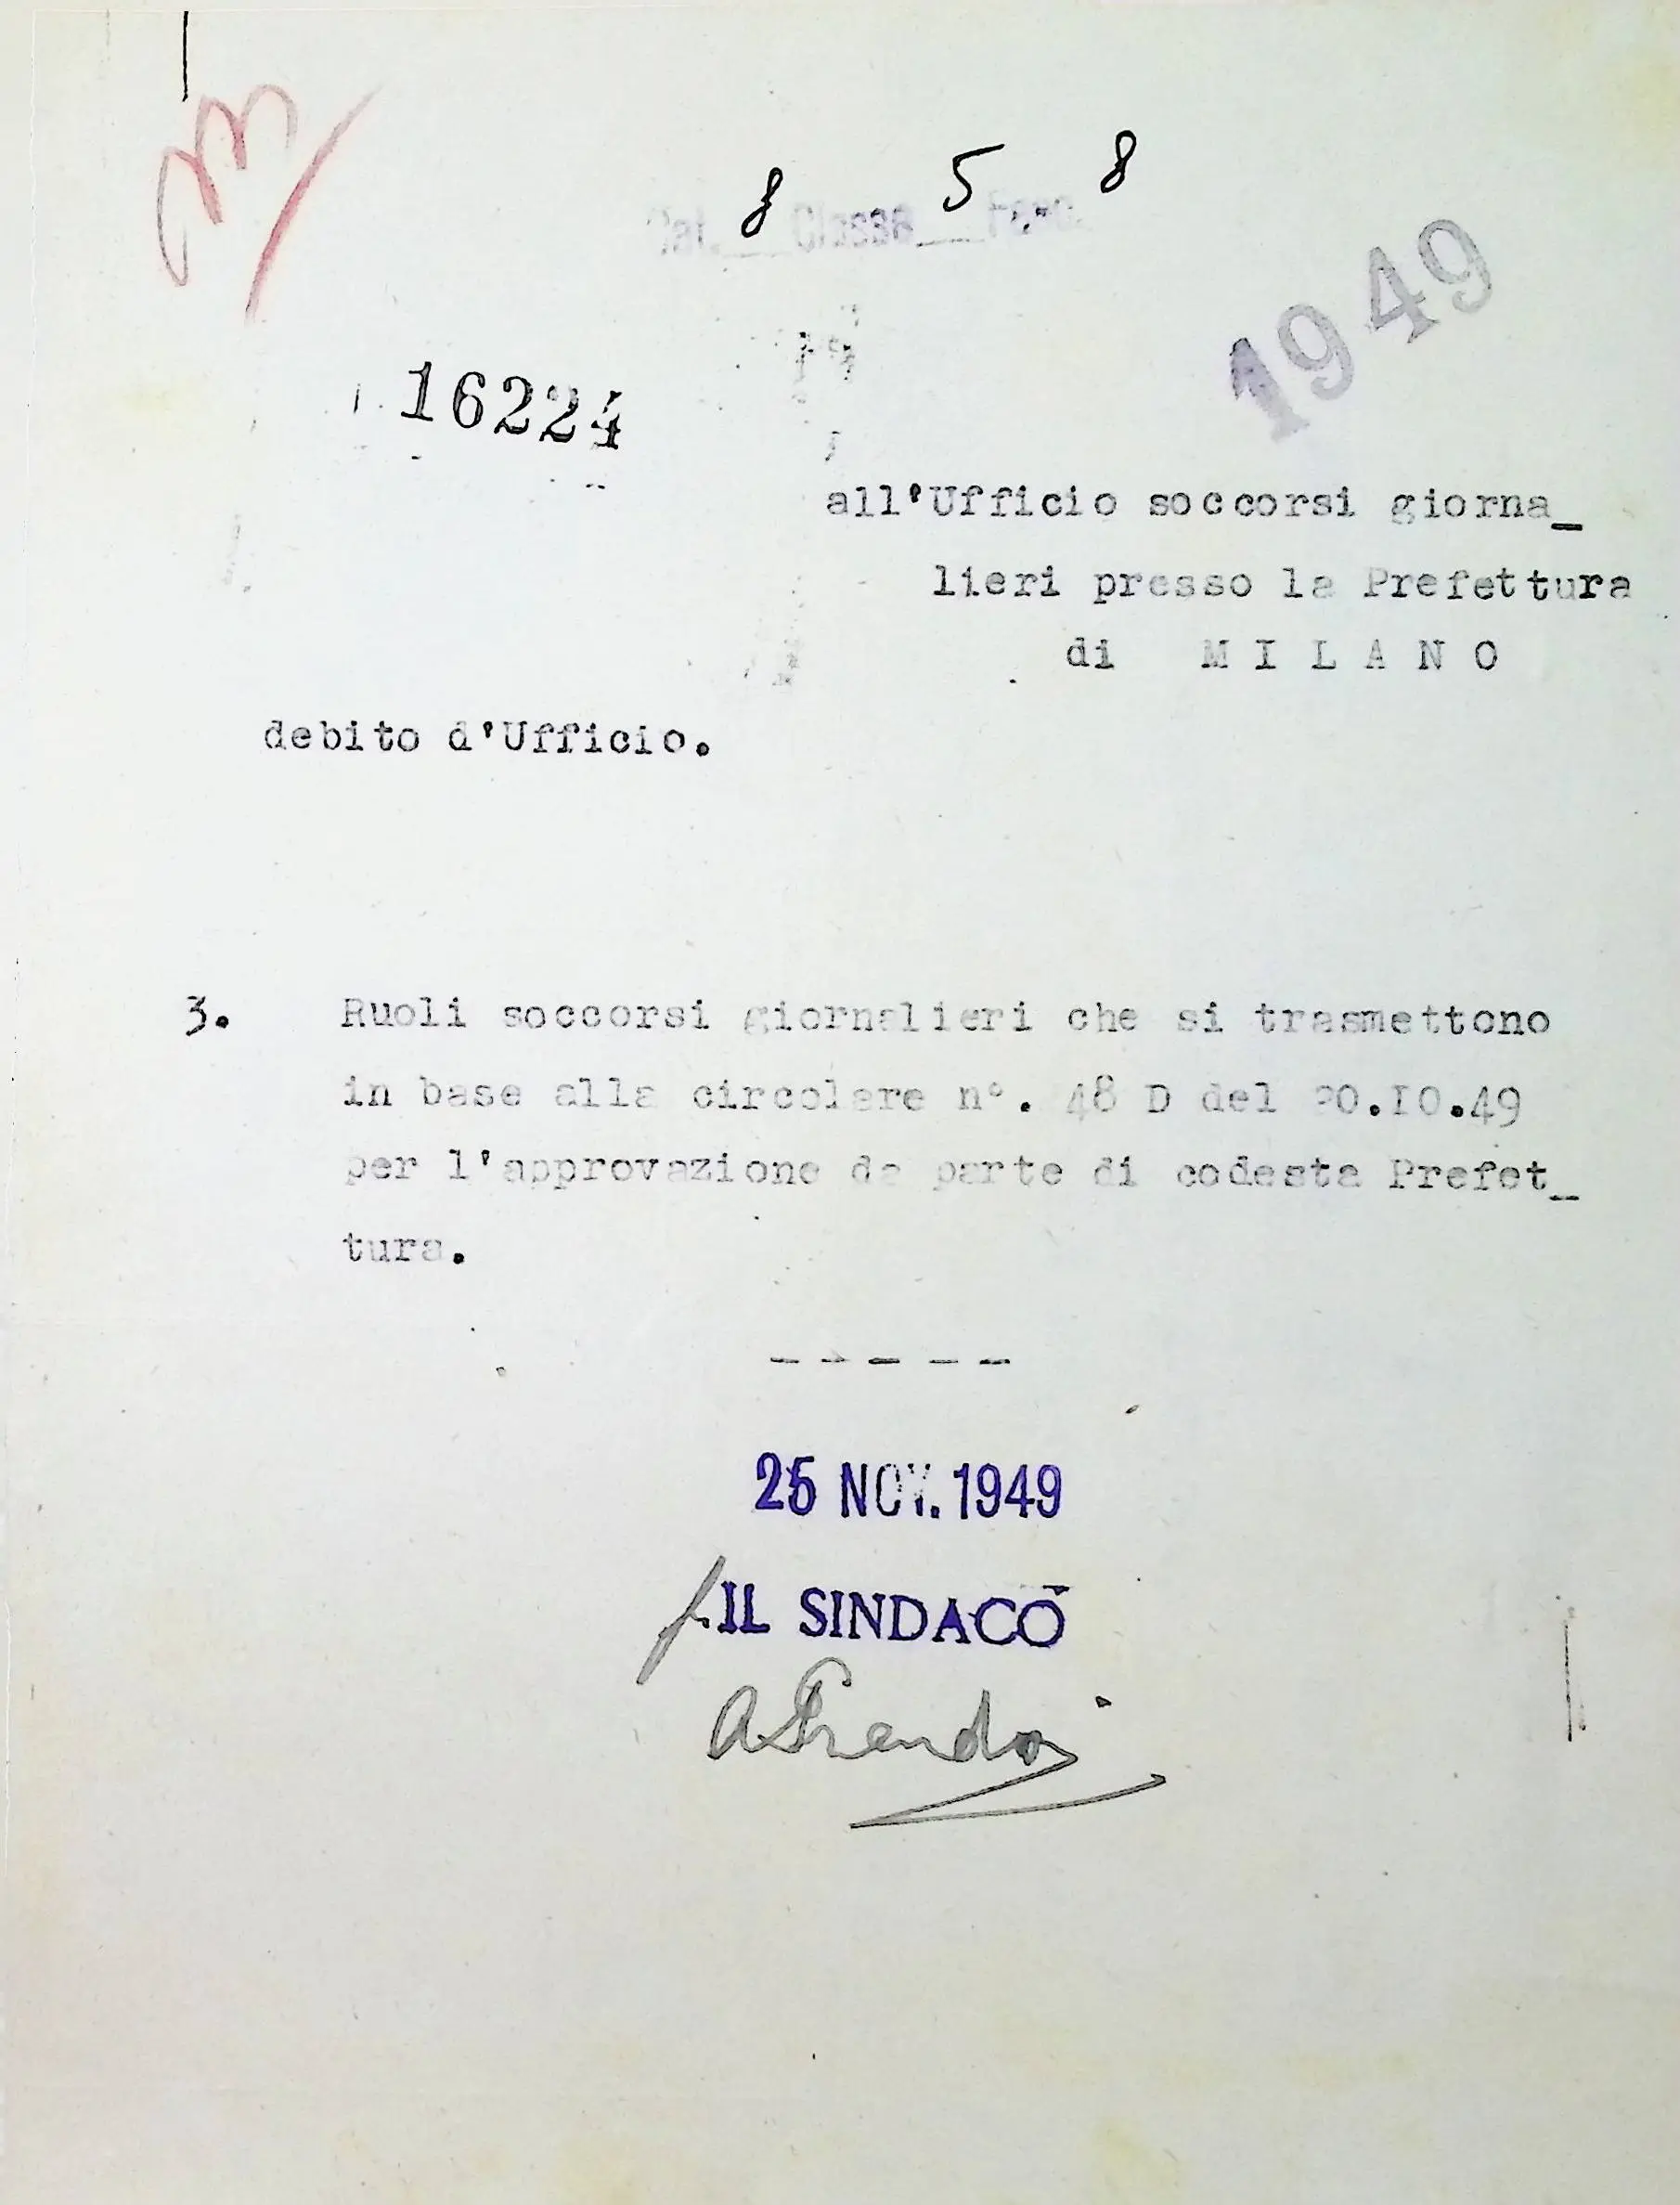 Cat. 8 Classe 5 Fasc. 8
1949
16224
all'Ufficio soccorsi giorna_
lieri presso la Prefettura
di M I L A N O
debito d'Ufficio.
3. Ruoli soccorsi giornalieri che si trasmettono
in base alla circolare n°. 48 D del 20.I0.49
per l'approvazione da parte di codesta Prefet_
tura.
- - - - -
25 NOV. 1949
f. IL SINDACO